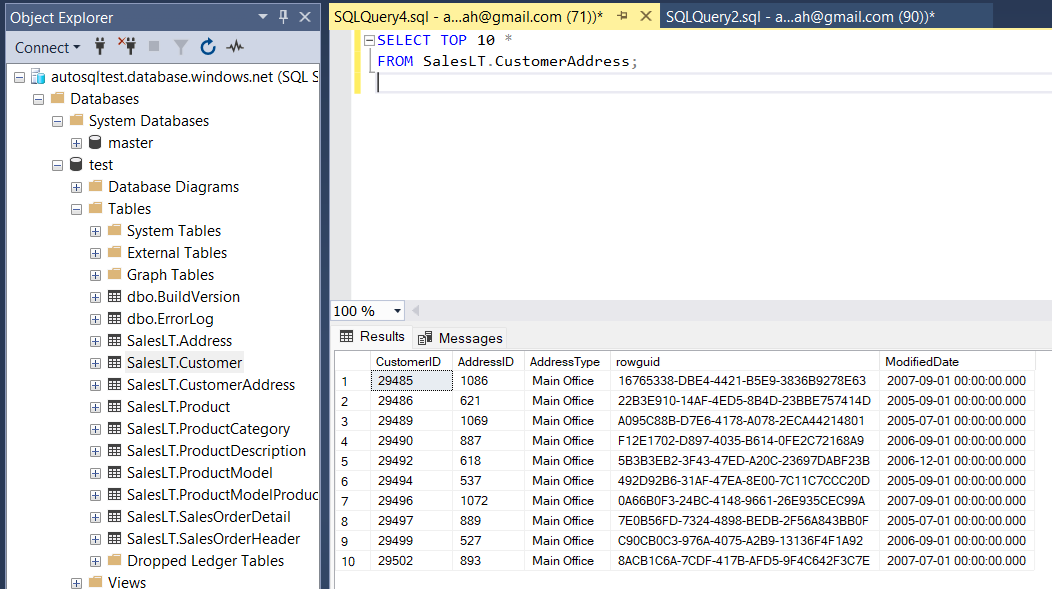 Object Explorer
Connect
autosqltest.database.windows.net (SQL S
Databases
System Databases
master
test
Database Diagrams
Tables
System Tables
External Tables
Graph Tables
dbo.BuildVersion
dbo.ErrorLog
SalesLT.Address
SalesLT.Customer
SalesLT.CustomerAddress
SalesLT.Product
SalesLT.ProductCategory
SalesLT.ProductDescription
SalesLT.ProductModel
SalesLT.ProductModelProduc
SalesLT.SalesOrderDetail
SalesLT.SalesOrderHeader
Dropped Ledger Tables
Views
SQLQuery4.sql - a...ah@gmail.com (71))* SQLQuery2.sql - a...ah@gmail.com (90))*
SELECT TOP 10 *
FROM SalesLT.CustomerAddress;
100 %
Results Messages
CustomerID AddressID AddressType rowguid ModifiedDate
1 29485 1086 Main Office 16765338-DBE4-4421-B5E9-3836B9278E63 2007-09-01 00:00:00.000
2 29486 621 Main Office 22B3E910-14AF-4ED5-8B4D-23BBE757414D 2005-09-01 00:00:00.000
3 29489 1069 Main Office A095C88B-D7E6-4178-A078-2ECA44214801 2005-07-01 00:00:00.000
4 29490 887 Main Office F12E1702-D897-4035-B614-0FE2C72168A9 2006-09-01 00:00:00.000
5 29492 618 Main Office 5B3B3EB2-3F43-47ED-A20C-23697DABF23B 2006-12-01 00:00:00.000
6 29494 537 Main Office 492D92B6-31AF-47EA-8E00-7C11C7CCC20D 2005-09-01 00:00:00.000
7 29496 1072 Main Office 0A66B0F3-24BC-4148-9661-26E935CEC99A 2007-09-01 00:00:00.000
8 29497 889 Main Office 7E0B56FD-7324-4898-BEDB-2F56A843BB0F 2005-07-01 00:00:00.000
9 29499 527 Main Office C90CB0C3-976A-4075-A2B9-13136F4F1A92 2006-09-01 00:00:00.000
10 29502 893 Main Office 8ACB1C6A-7CDF-417B-AFD5-9F4C642F3C7E 2007-07-01 00:00:00.000